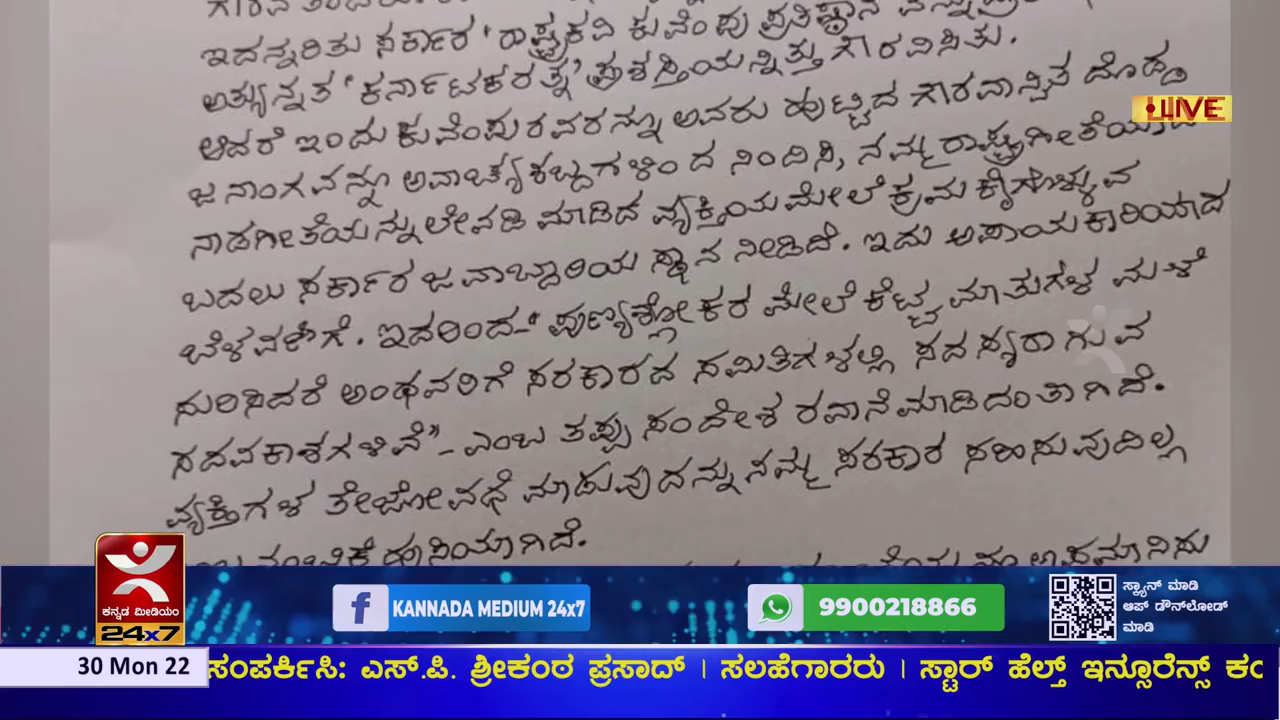 ಇದನ್ನರಿತು ಸರ್ಕಾರ 'ರಾಷ್ಟ್ರಕವಿ ಕುವೆಂಪು ಪ್ರತಿಷ್ಠಾನ'
ಅತ್ಯುನ್ನತ 'ಕರ್ನಾಟಕರತ್ನ' ಪ್ರಶಸ್ತಿಯನ್ನಿತ್ತು ಗೌರವಿಸಿತು.
ಆದರೆ ಇಂದು ಕುವೆಂಪುರವರನ್ನೂ ಅವರು ಹುಟ್ಟಿದ ಗೌರವಾನ್ವಿತ ದೊಡ್ಡ
LIVE
ಜನಾಂಗವನ್ನೂ ಅವಾಚ್ಯಶಬ್ದಗಳಿಂದ ನಿಂದಿಸಿ, ನಮ್ಮ ರಾಷ್ಟ್ರಗೀತೆಯಾದ
ನಾಡಗೀತೆಯನ್ನು ಲೇವಡಿ ಮಾಡಿದ ವ್ಯಕ್ತಿಯ ಮೇಲೆ ಕ್ರಮ ಕೈಗೊಳ್ಳುವ
ಬದಲು ಸರ್ಕಾರ ಜವಾಬ್ದಾರಿಯ ಸ್ಥಾನ ನೀಡಿದೆ. ಇದು ಅಪಾಯಕಾರಿಯಾದ
ಬೆಳವಣಿಗೆ. ಇದರಿಂದ-" ಪುಣ್ಯಶ್ಲೋಕರ ಮೇಲೆ ಕೆಟ್ಟ ಮಾತುಗಳ ಮಳೆ
ಸುರಿಸಿದರೆ ಅಂಥವರಿಗೆ ಸರಕಾರದ ಸಮಿತಿಗಳಲ್ಲಿ ಸದಸ್ಯರಾಗುವ
ಸದವಕಾಶಗಳಿವೆ"- ಎಂಬ ತಪ್ಪು ಸಂದೇಶ ರವಾನೆ ಮಾಡಿದಂತಾಗಿದೆ.
ವ್ಯಕ್ತಿಗಳ ತೇಜೋವಧೆ ಮಾಡುವುದನ್ನು ನಮ್ಮ ಸರಕಾರ ಸಹಿಸುವುದಿಲ್ಲ
ನಂಬಿಕೆ ಹುಸಿಯಾಗಿದೆ.
ಅವಮಾನಿಸು
ಕನ್ನಡ ಮೀಡಿಯಂ
24x7
f KANNADA MEDIUM 24x7
9900218866
ಸ್ಕ್ಯಾನ್ ಮಾಡಿ
ಆಪ್ ಡೌನ್‌ಲೋಡ್
ಮಾಡಿ
30 Mon 22
ಸಂಪರ್ಕಿಸಿ: ಎಸ್.ಪಿ. ಶ್ರೀಕಂಠ ಪ್ರಸಾದ್ | ಸಲಹೆಗಾರರು | ಸ್ಟಾರ್ ಹೆಲ್ತ್ ಇನ್ಸೂರೆನ್ಸ್ ಕಂ